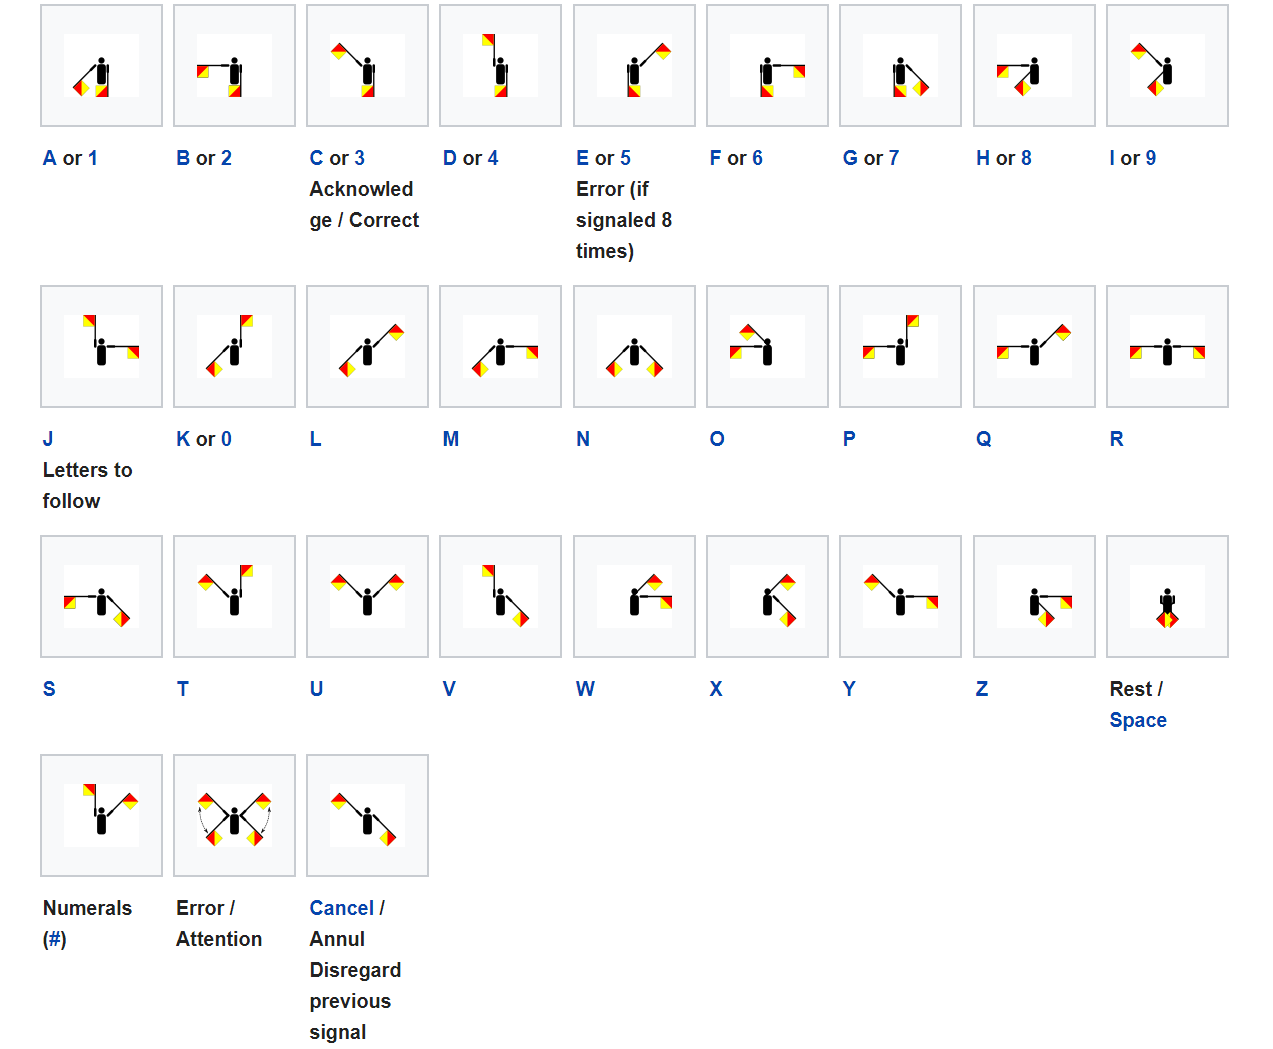 A or 1 B or 2 C or 3 D or 4 E or 5 F or 6 G or 7 H or 8 I or 9
Acknowled
ge / Correct
Error (if
signaled 8
times)
J K or 0 L M N O P Q R
Letters to
follow
S T U V W X Y Z Rest /
Space
Numerals
(#)
Error /
Attention
Cancel /
Annul
Disregard
previous
signal